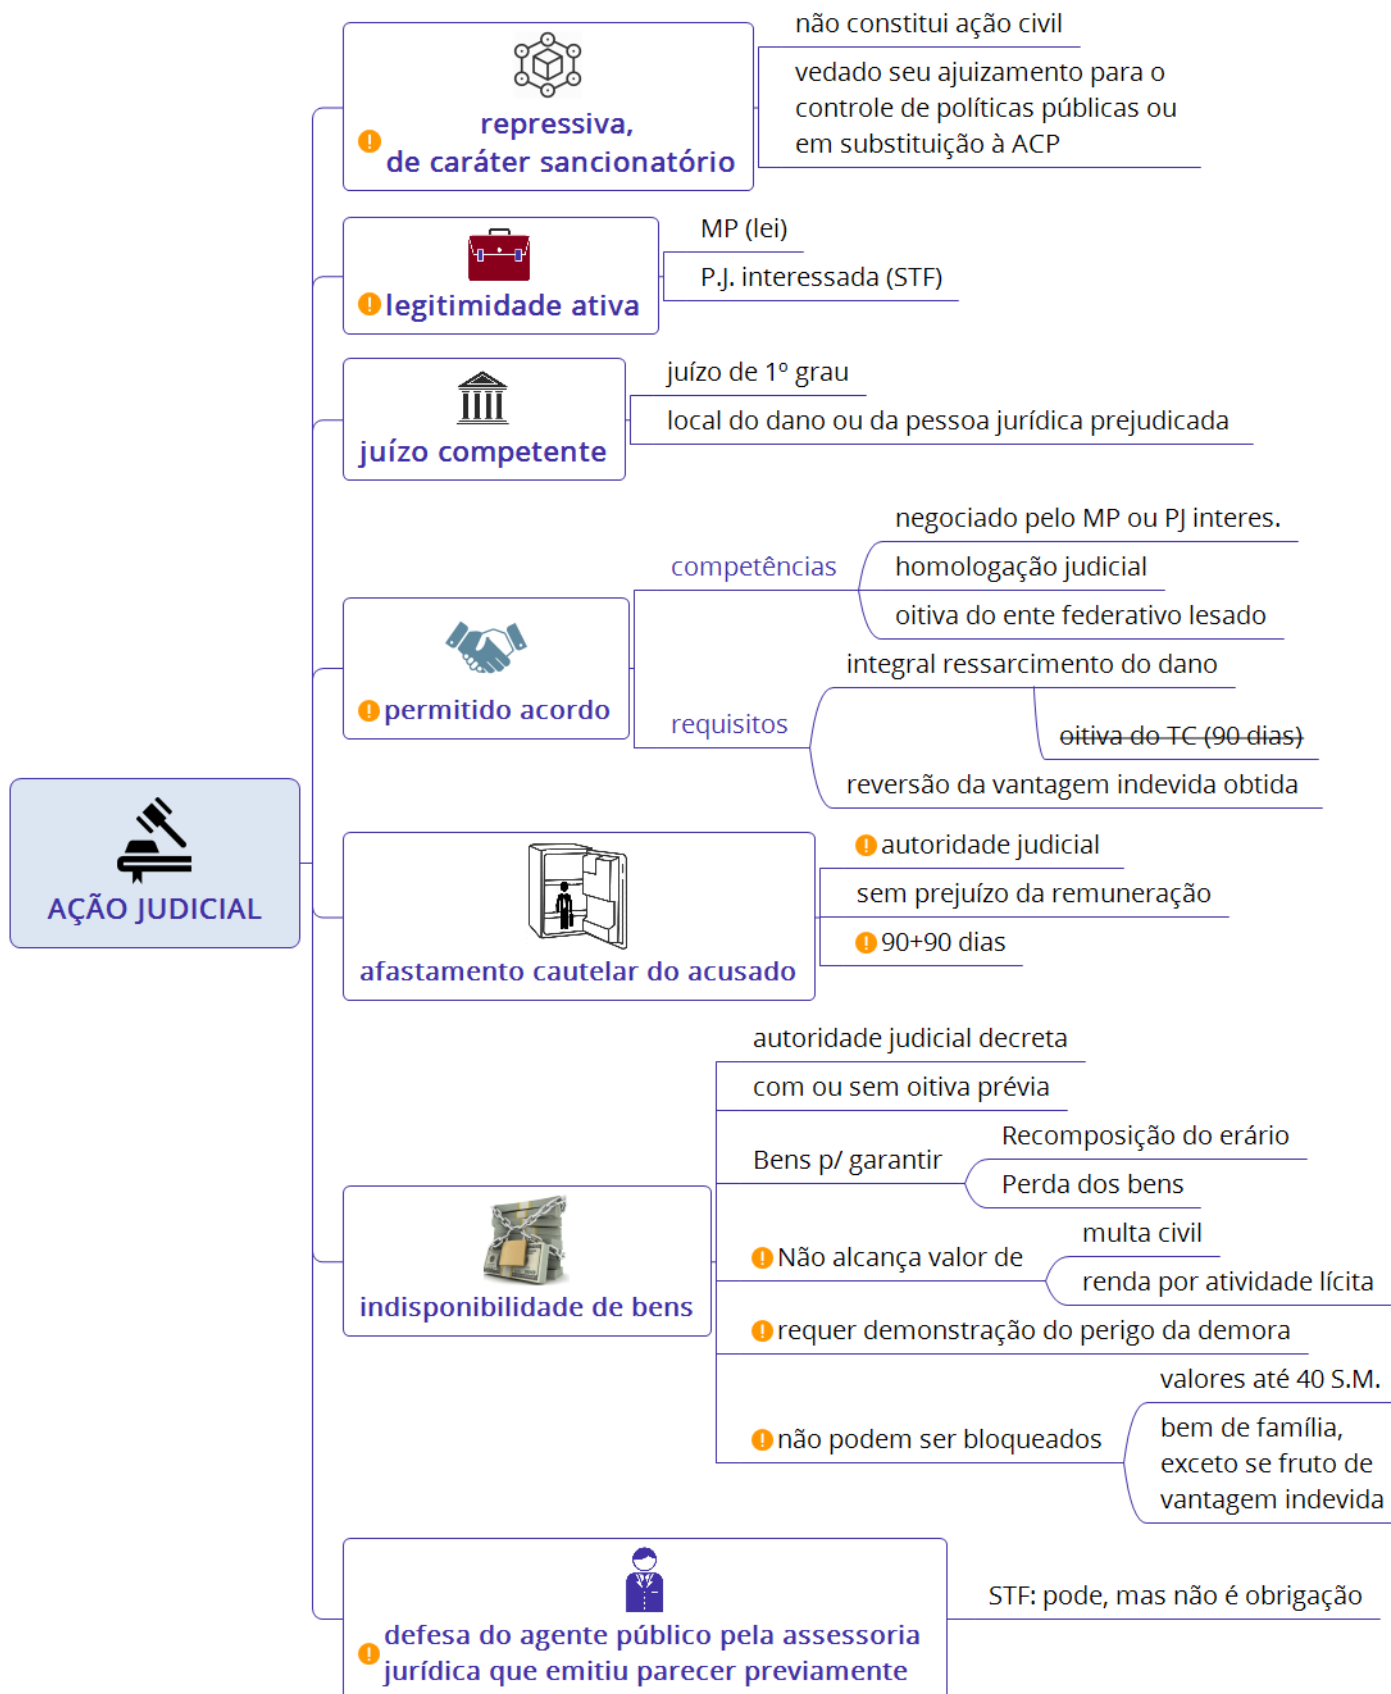 não constitui ação civil
vedado seu ajuizamento para o
controle de políticas públicas ou
em substituição à ACP
repressiva,
de caráter sancionatório
MP (lei)
P.J. interessada (STF)
legitimidade ativa
juízo de 1º grau
local do dano ou da pessoa jurídica prejudicada
juízo competente
negociado pelo MP ou PJ interes.
competências
homologação judicial
oitiva do ente federativo lesado
integral ressarcimento do dano
permitido acordo
requisitos
oitiva do TC (90 dias)
reversão da vantagem indevida obtida
AÇÃO JUDICIAL
autoridade judicial
sem prejuízo da remuneração
90+90 dias
afastamento cautelar do acusado
autoridade judicial decreta
com ou sem oitiva prévia
Bens p/ garantir
Recomposição do erário
Perda dos bens
Não alcança valor de
multa civil
renda por atividade lícita
indisponibilidade de bens
requer demonstração do perigo da demora
não podem ser bloqueados
valores até 40 S.M.
bem de família,
exceto se fruto de
vantagem indevida
STF: pode, mas não é obrigação
defesa do agente público pela assessoria
jurídica que emitiu parecer previamente